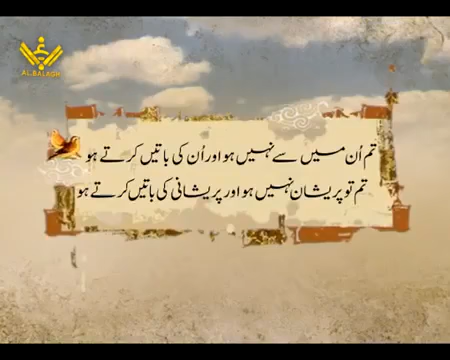 AL-BALAGH
تم اُن میں سے نہیں ہو اور اُن کی باتیں کرتے ہو
تم تو پریشان نہیں ہو اور پریشانی کی باتیں کرتے ہو